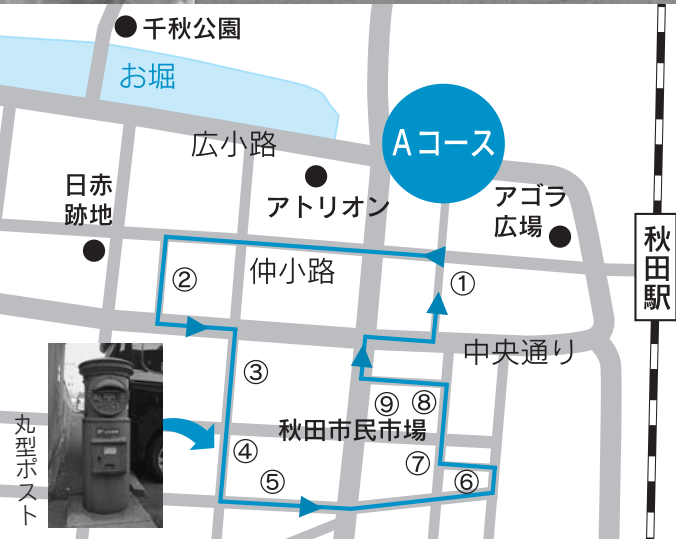 千秋公園
お堀
広小路
Aコース
日赤
跡地
アトリオン
アゴラ
広場
秋田駅
②
仲小路
①
中央通り
③
⑨
⑧
秋田市民市場
丸型ポスト
④
⑦
⑤
⑥